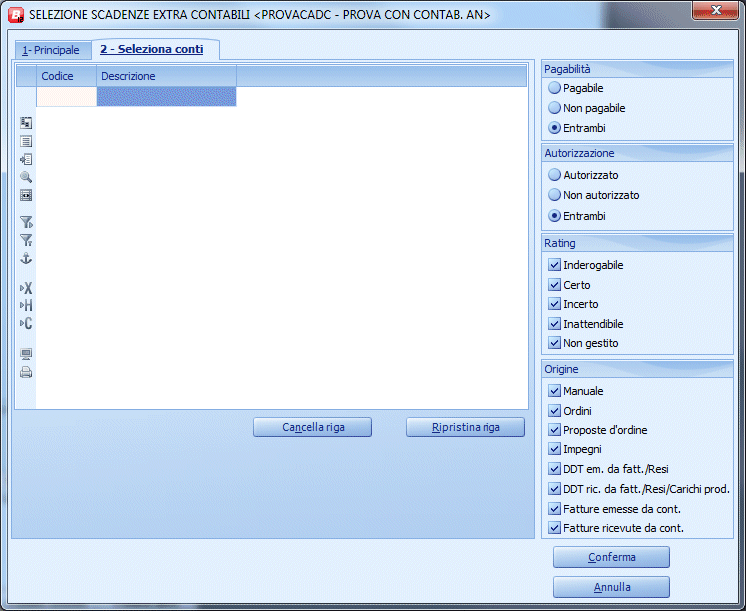 SELEZIONE SCADENZE EXTRA CONTABILI <PROVACADC - PROVA CON CONTAB. AN>
1- Principale
2 - Seleziona conti
Codice
Descrizione
Cancella riga
Ripristina riga
Pagabilità
Pagabile
Non pagabile
Entrambi
Autorizzazione
Autorizzato
Non autorizzato
Entrambi
Rating
Inderogabile
Certo
Incerto
Inattendibile
Non gestito
Origine
Manuale
Ordini
Proposte d'ordine
Impegni
DDT em. da fatt./Resi
DDT ric. da fatt./Resi/Carichi prod.
Fatture emesse da cont.
Fatture ricevute da cont.
Conferma
Annulla